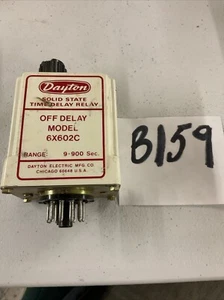 Dayton
SOLID STATE
TIME DELAY RELAY
OFF DELAY
MODEL
6X602C
RANGE 9-900 Sec.
DAYTON ELECTRIC MFG CO
CHICAGO 60648 U.S.A.
B159